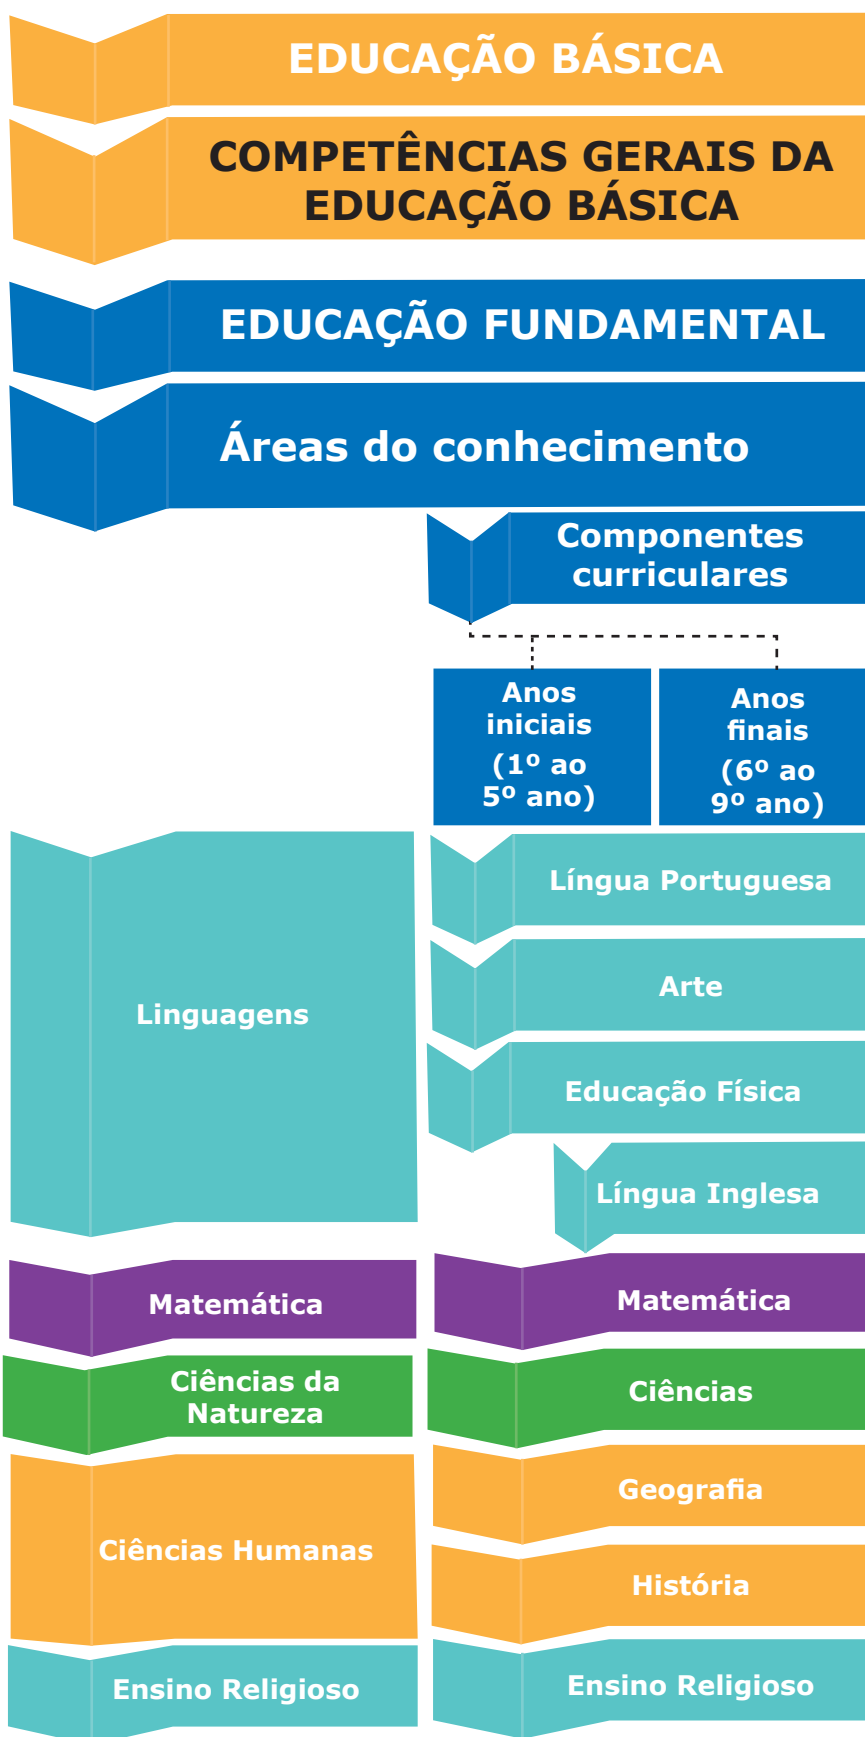 EDUCAÇÃO BÁSICA
COMPETÊNCIAS GERAIS DA
EDUCAÇÃO BÁSICA
EDUCAÇÃO FUNDAMENTAL
Áreas do conhecimento
Componentes
curriculares
Anos
iniciais
(1º ao
5º ano)
Anos
finais
(6º ao
9º ano)
Linguagens
Língua Portuguesa
Arte
Educação Física
Língua Inglesa
Matemática
Matemática
Ciências da
Natureza
Ciências
Ciências Humanas
Geografia
História
Ensino Religioso
Ensino Religioso